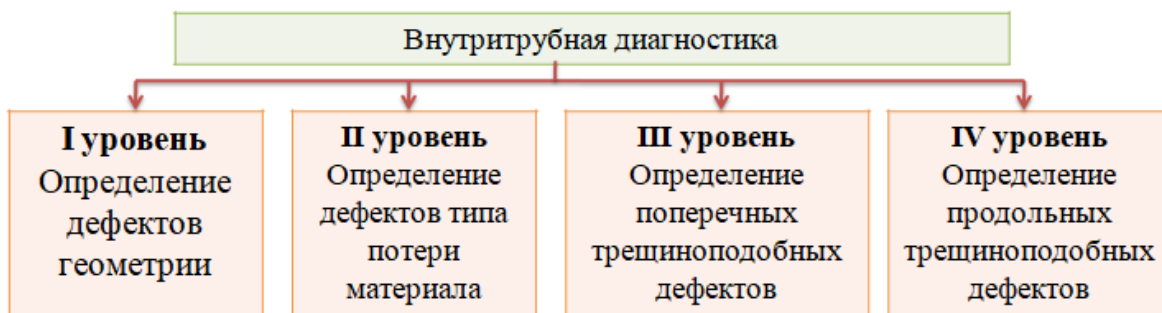 Внутритрубная диагностика
I уровень
Определение
дефектов
геометрии
II уровень
Определение
дефектов типа
потери
материала
III уровень
Определение
поперечных
трещиноподобных
дефектов
IV уровень
Определение
продольных
трещиноподобных
дефектов